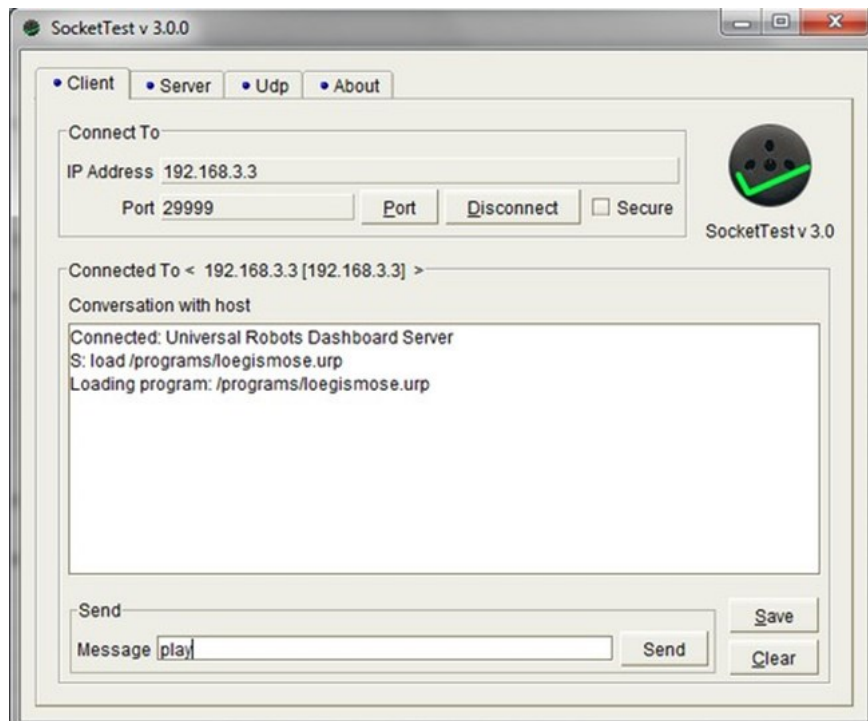 SocketTest v 3.0.0
Client
Server
Udp
About
Connect To
IP Address 192.168.3.3
Port 29999
Port
Disconnect
Secure
SocketTest v 3.0
Connected To < 192.168.3.3 [192.168.3.3] >
Conversation with host
Connected: Universal Robots Dashboard Server
S: load /programs/loegismose.urp
Loading program: /programs/loegismose.urp
Send
Message play
Send
Save
Clear